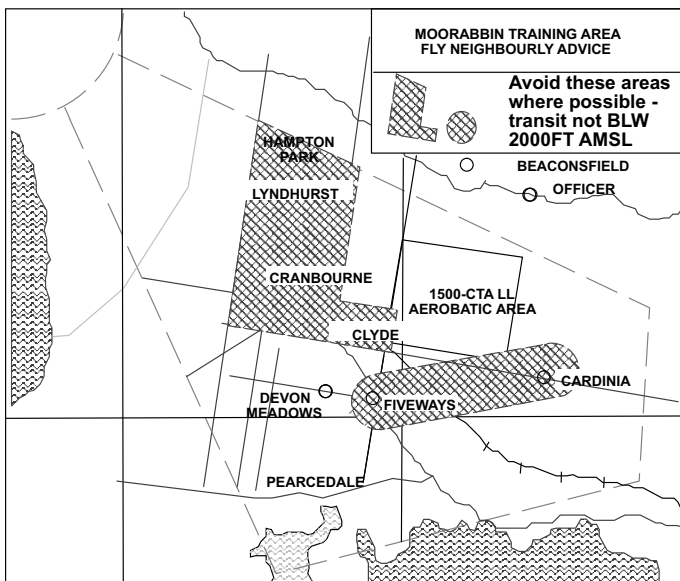 MOORABBIN TRAINING AREA
FLY NEIGHBOURLY ADVICE
Avoid these areas
where possible -
transit not BLW
2000FT AMSL
HAMPTON
PARK
BEACONSFIELD
OFFICER
LYNDHURST
CRANBOURNE
1500-CTA LL
AEROBATIC AREA
CLYDE
CARDINIA
DEVON
MEADOWS
FIVEWAYS
PEARCEDALE